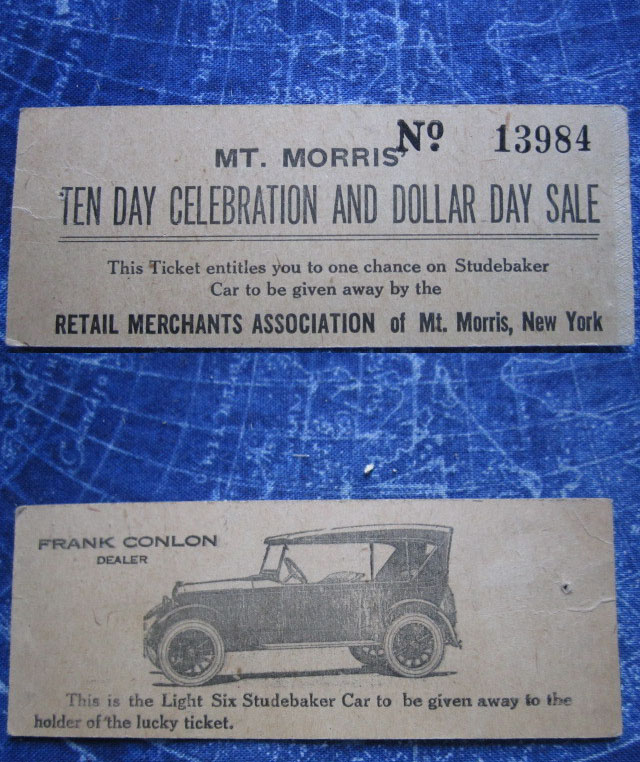 Nº 13984
MT. MORRIS'
TEN DAY CELEBRATION AND DOLLAR DAY SALE
This Ticket entitles you to one chance on Studebaker
Car to be given away by the
RETAIL MERCHANTS ASSOCIATION of Mt. Morris, New York
FRANK CONLON
DEALER
This is the Light Six Studebaker Car to be given away to the
holder of the lucky ticket.